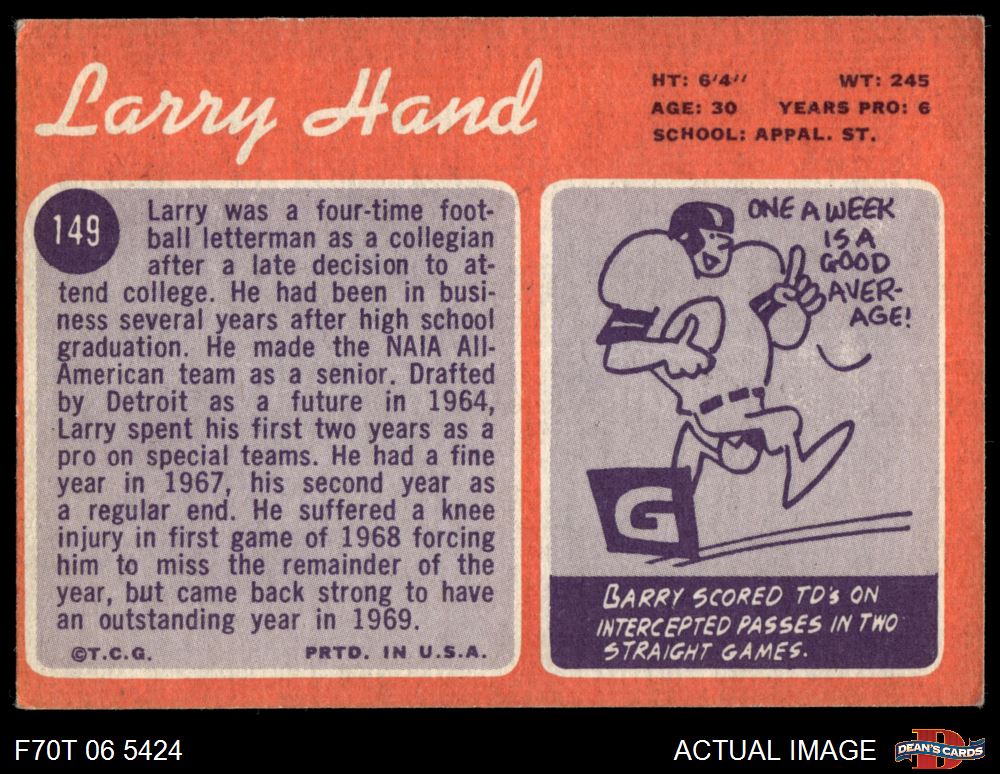 Larry Hand
HT: 6'4" WT: 245
AGE: 30 YEARS PRO: 6
SCHOOL: APPAL. ST.
149
Larry was a four-time foot-
ball letterman as a collegian
after a late decision to at-
tend college. He had been in busi-
ness several years after high school
graduation. He made the NAIA All-
American team as a senior. Drafted
by Detroit as a future in 1964,
Larry spent his first two years as a
pro on special teams. He had a fine
year in 1967, his second year as
a regular end. He suffered a knee
injury in first game of 1968 forcing
him to miss the remainder of the
year, but came back strong to have
an outstanding year in 1969.
©T.C.G. PRTD. IN U.S.A.
ONE A WEEK
IS A
GOOD
AVER-
AGE!
G
BARRY SCORED TD's ON
INTERCEPTED PASSES IN TWO
STRAIGHT GAMES.
F70T 06 5424
ACTUAL IMAGE
D
DEAN'S CARDS